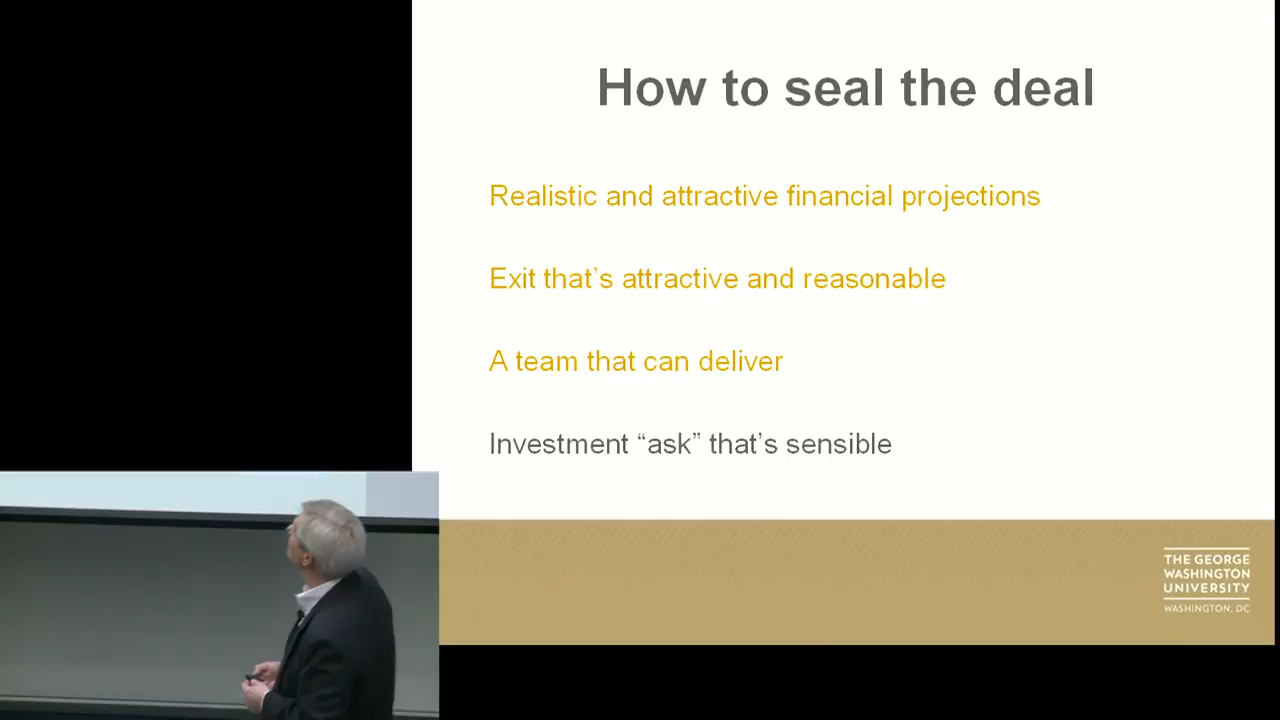 How to seal the deal
Realistic and attractive financial projections
Exit that’s attractive and reasonable
A team that can deliver
Investment “ask” that’s sensible
THE GEORGE
WASHINGTON
UNIVERSITY
WASHINGTON, DC